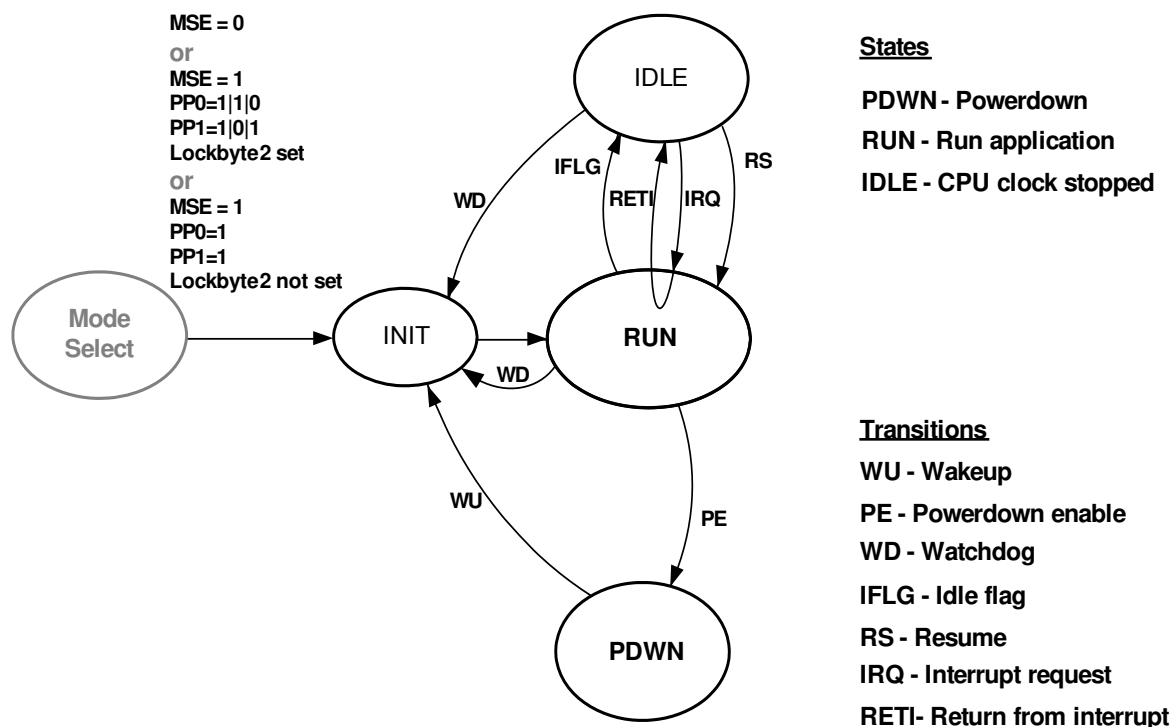 MSE = 0
or
MSE = 1
PP0=1|1|0
PP1=1|0|1
Lockbyte2 set
or
MSE = 1
PP0=1
PP1=1
Lockbyte2 not set
Mode
Select
INIT
IDLE
RUN
PDWN
WD
IFLG
RETI
IRQ
RS
WD
WU
PE
States
PDWN - Powerdown
RUN - Run application
IDLE - CPU clock stopped
Transitions
WU - Wakeup
PE - Powerdown enable
WD - Watchdog
IFLG - Idle flag
RS - Resume
IRQ - Interrupt request
RETI- Return from interrupt